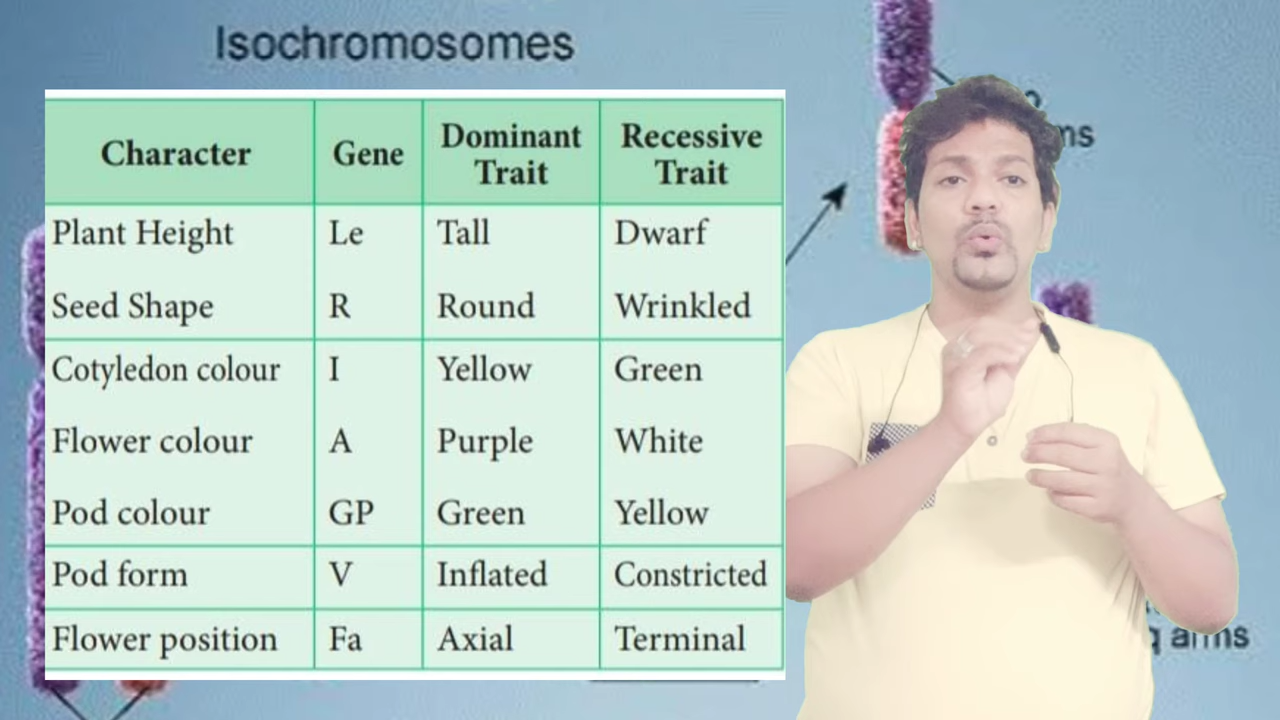 Isochromosomes
Character Gene Dominant Trait Recessive Trait
Plant Height Le Tall Dwarf
Seed Shape R Round Wrinkled
Cotyledon colour I Yellow Green
Flower colour A Purple White
Pod colour GP Green Yellow
Pod form V Inflated Constricted
Flower position Fa Axial Terminal
q arms